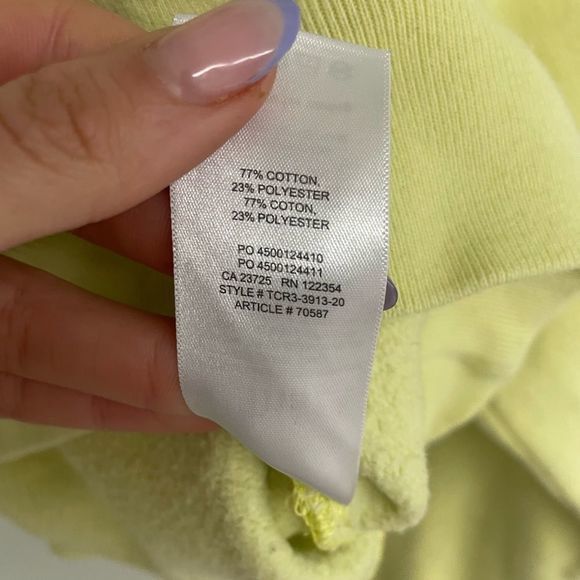 77% COTTON,
23% POLYESTER
77% COTON,
23% POLYESTER
PO 4500124410
PO 4500124411
CA 23725 RN 122354
STYLE # TCR3-3913-20
ARTICLE # 70587